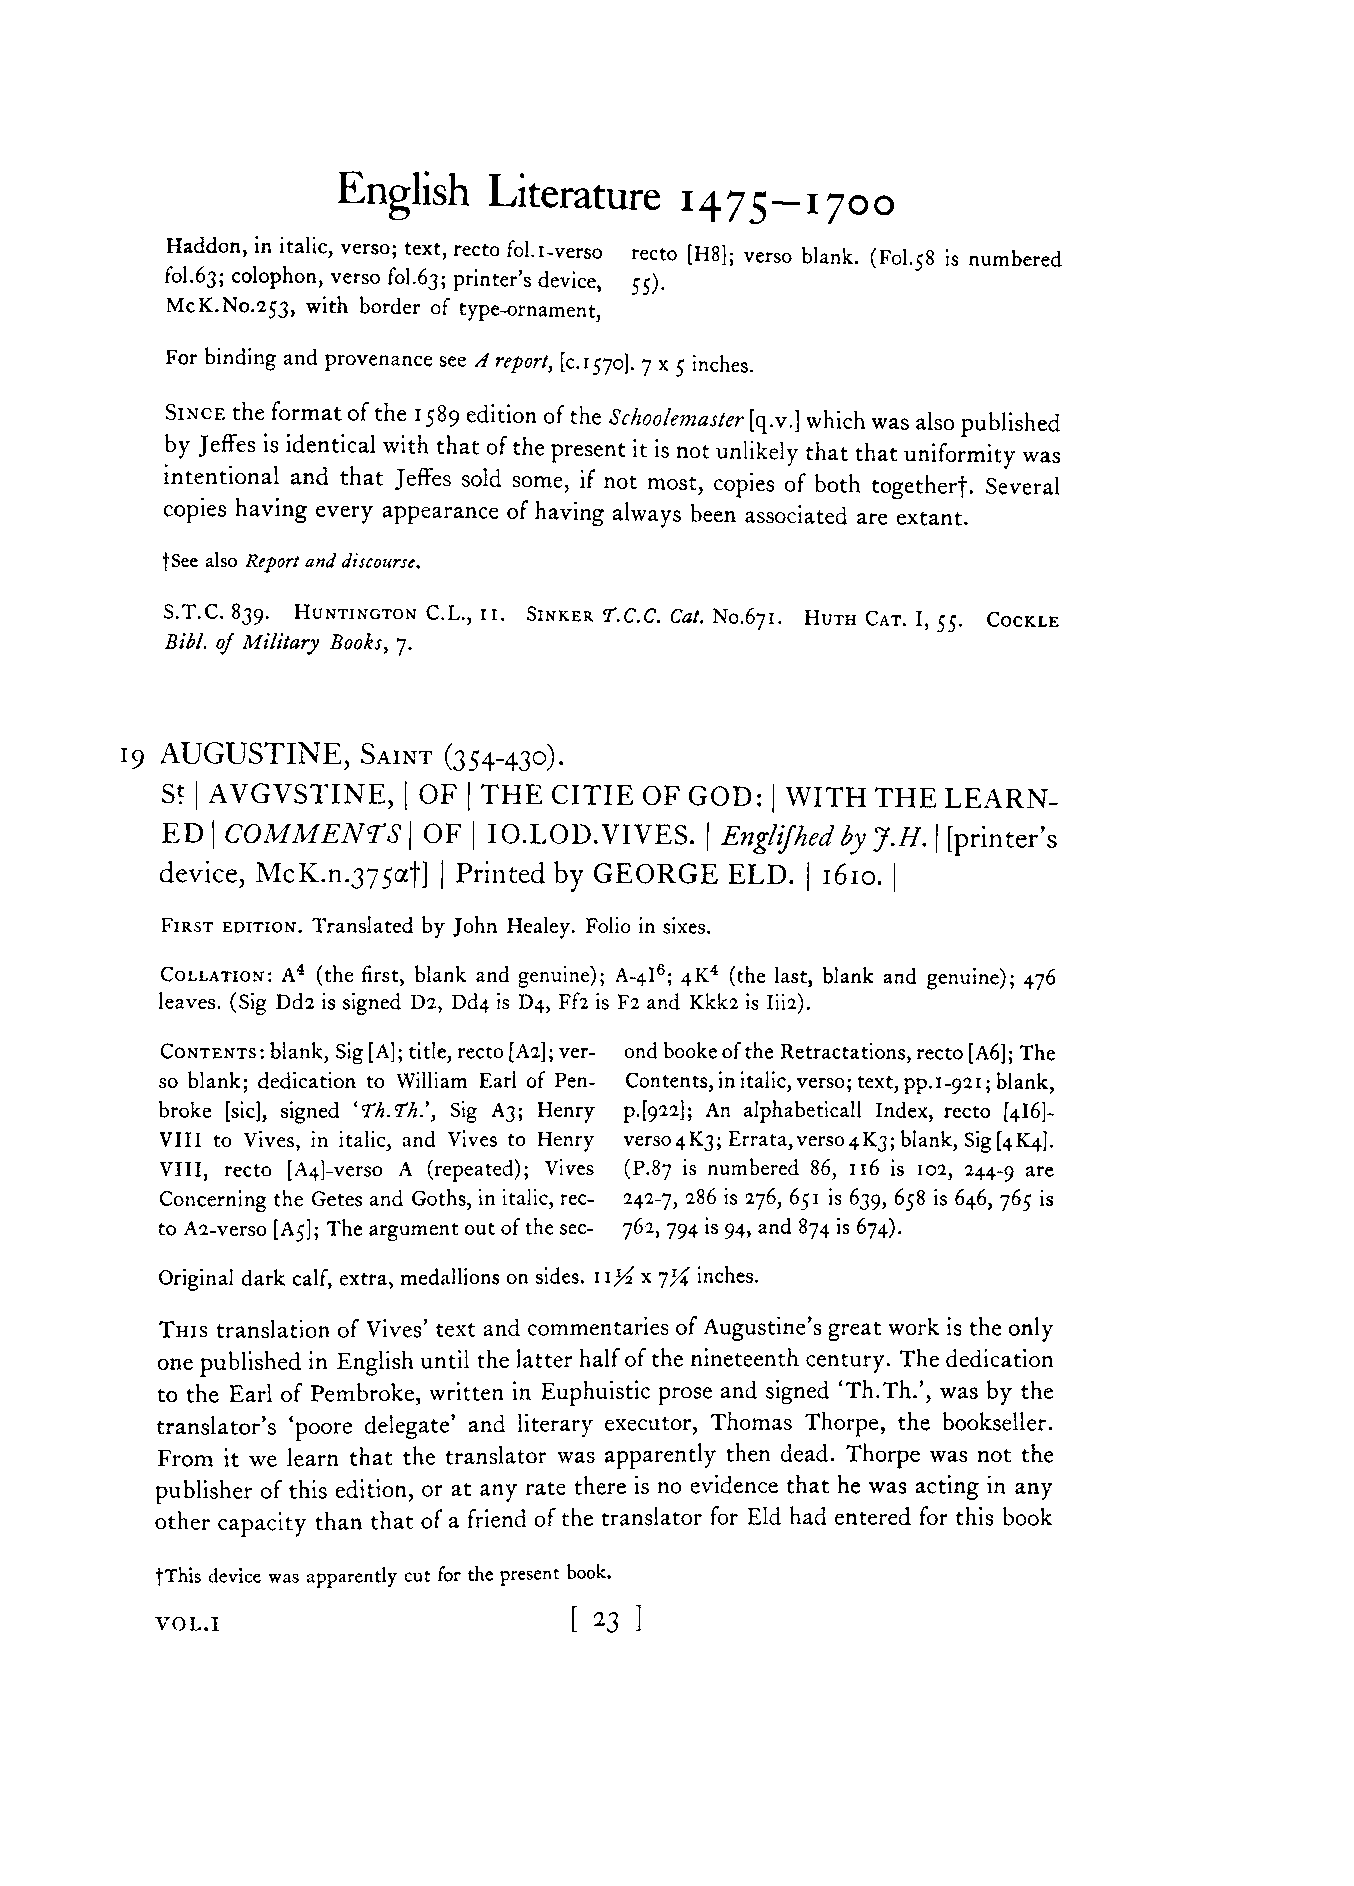 English Literature 1475–1700
Haddon, in italic, verso; text, recto fol.1-verso
fol.63; colophon, verso fol.63; printer's device,
McK.No.253, with border of type-ornament,
recto [H8]; verso blank. (Fol.58 is numbered
55).
For binding and provenance see A report, [c.1570]. 7 x 5 inches.
SINCE the format of the 1589 edition of the Schoolemaster [q.v.] which was also published
by Jeffes is identical with that of the present it is not unlikely that that uniformity was
intentional and that Jeffes sold some, if not most, copies of both together†. Several
copies having every appearance of having always been associated are extant.
†See also Report and discourse.
S.T.C. 839. HUNTINGTON C.L., 11. SINKER T.C.C. Cat. No.671. HUTH CAT. I, 55. COCKLE
Bibl. of Military Books, 7.
19 AUGUSTINE, SAINT (354-430).
St | AVGVSTINE, | OF | THE CITIE OF GOD: | WITH THE LEARN-
ED | COMMENTS | OF | IO.LOD.VIVES. | Engliſhed by J.H. | [printer's
device, McK.n.375α†] | Printed by GEORGE ELD. | 1610. |
FIRST EDITION. Translated by John Healey. Folio in sixes.
COLLATION: A⁴ (the first, blank and genuine); A-4I⁶; 4K⁴ (the last, blank and genuine); 476
leaves. (Sig Dd2 is signed D2, Dd4 is D4, Ff2 is F2 and Kkk2 is Iii2).
CONTENTS: blank, Sig [A]; title, recto [A2]; ver-
so blank; dedication to William Earl of Pen-
broke [sic], signed 'Th.Th.', Sig A3; Henry
VIII to Vives, in italic, and Vives to Henry
VIII, recto [A4]-verso A (repeated); Vives
Concerning the Getes and Goths, in italic, rec-
to A2-verso [A5]; The argument out of the sec-
ond booke of the Retractations, recto [A6]; The
Contents, in italic, verso; text, pp.1-921; blank,
p.[922]; An alphabeticall Index, recto [4I6]-
verso 4K3; Errata, verso 4K3; blank, Sig [4K4].
(P.87 is numbered 86, 116 is 102, 244-9 are
242-7, 286 is 276, 651 is 639, 658 is 646, 765 is
762, 794 is 94, and 874 is 674).
Original dark calf, extra, medallions on sides. 11½ x 7¼ inches.
THIS translation of Vives' text and commentaries of Augustine's great work is the only
one published in English until the latter half of the nineteenth century. The dedication
to the Earl of Pembroke, written in Euphuistic prose and signed 'Th.Th.', was by the
translator's 'poore delegate' and literary executor, Thomas Thorpe, the bookseller.
From it we learn that the translator was apparently then dead. Thorpe was not the
publisher of this edition, or at any rate there is no evidence that he was acting in any
other capacity than that of a friend of the translator for Eld had entered for this book
†This device was apparently cut for the present book.
VOL.I [ 23 ]